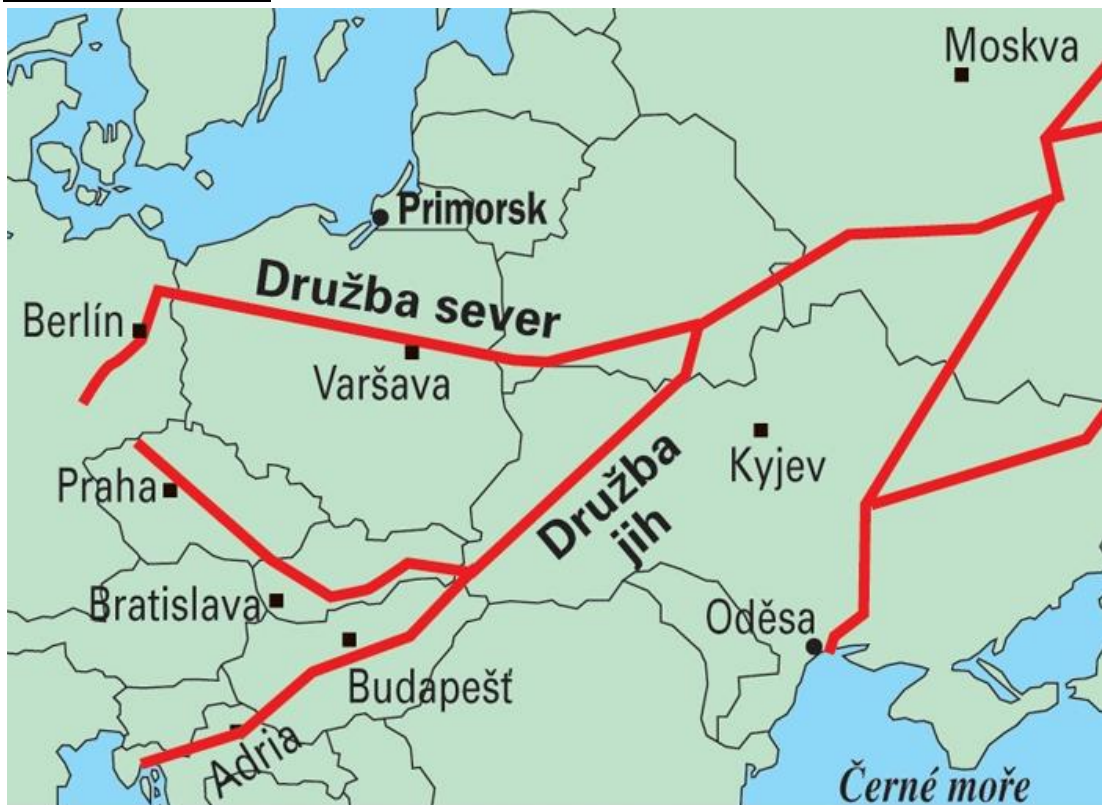 Moskva
Primorsk
Družba sever
Berlín
Varšava
Kyjev
Praha
Družba
jih
Bratislava
Oděsa
Budapešť
Adria
Černé moře